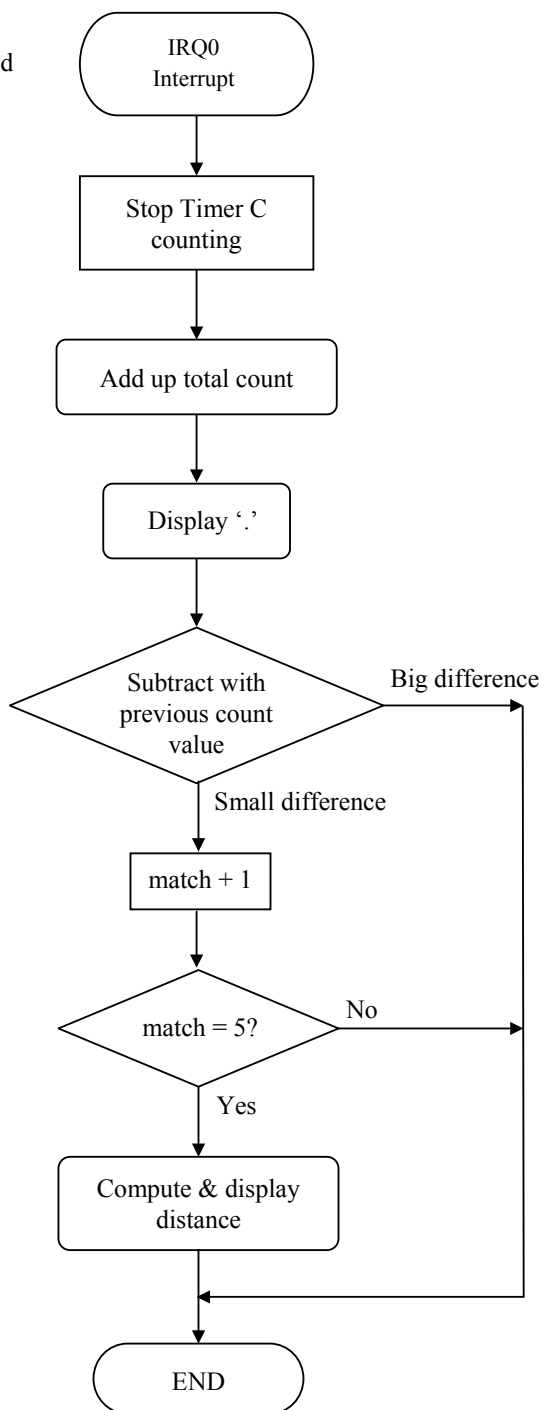 d
IRQ0
Interrupt
Stop Timer C
counting
Add up total count
Display ‘.’
Subtract with
previous count
value
Big difference
Small difference
match + 1
match = 5?
No
Yes
Compute & display
distance
END